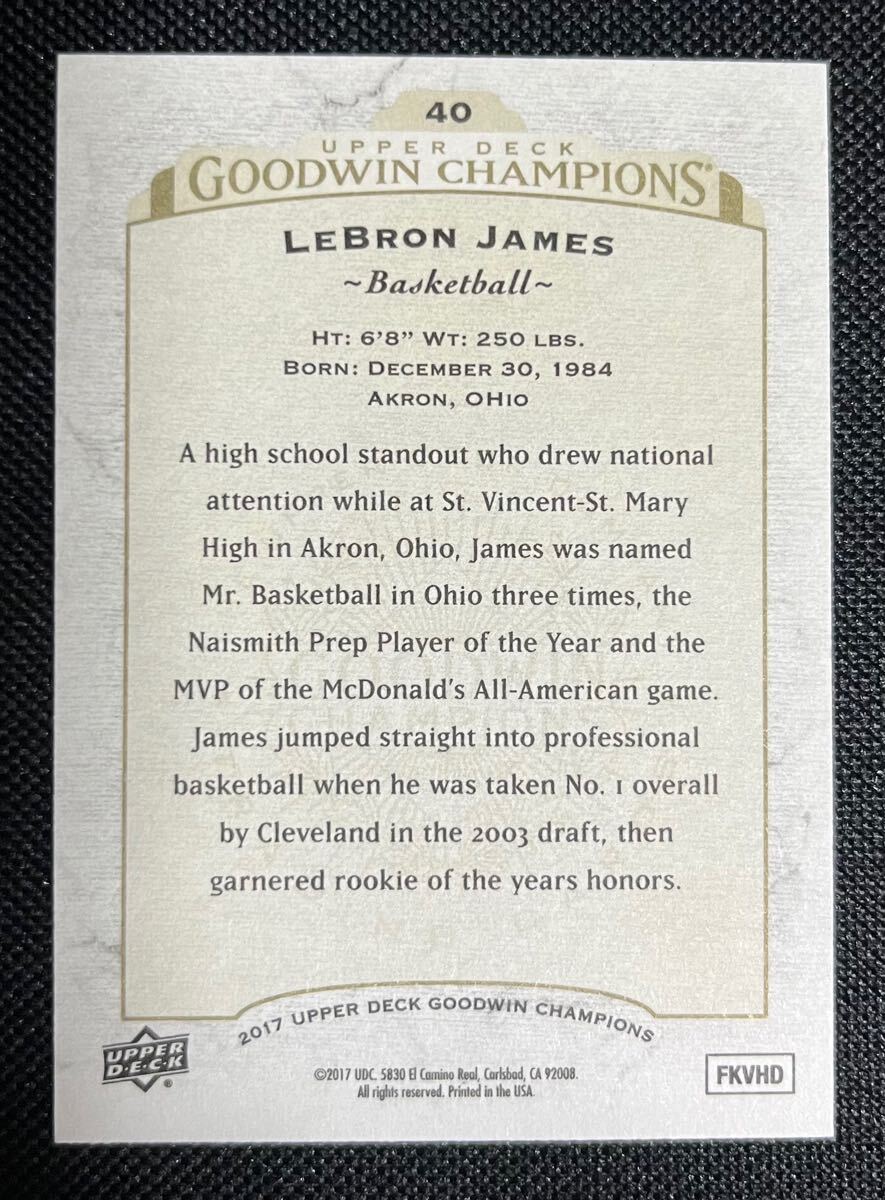 40
UPPER DECK
GOODWIN CHAMPIONS®
LEBRON JAMES
~Basketball~
HT: 6'8” WT: 250 LBS.
BORN: DECEMBER 30, 1984
AKRON, OHIO
A high school standout who drew national
attention while at St. Vincent-St. Mary
High in Akron, Ohio, James was named
Mr. Basketball in Ohio three times, the
Naismith Prep Player of the Year and the
MVP of the McDonald's All-American game.
James jumped straight into professional
basketball when he was taken No. 1 overall
by Cleveland in the 2003 draft, then
garnered rookie of the years honors.
2017 UPPER DECK GOODWIN CHAMPIONS
UPPER
D·E·C·K
®
©2017 UDC. 5830 El Camino Real, Carlsbad, CA 92008.
All rights reserved. Printed in the USA.
FKVHD